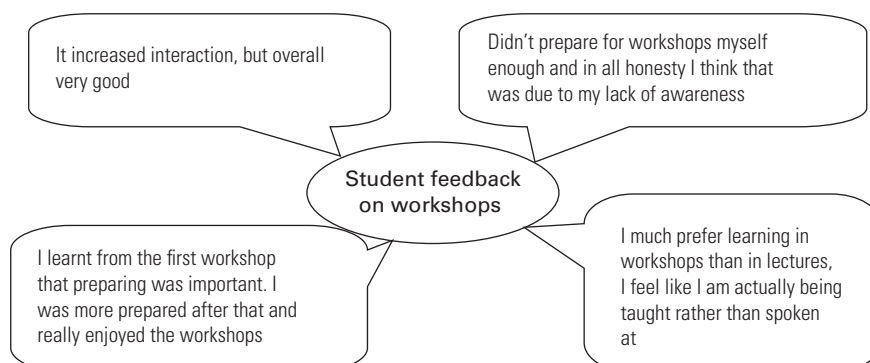 It increased interaction, but overall
very good
Didn’t prepare for workshops myself
enough and in all honesty I think that
was due to my lack of awareness
Student feedback
on workshops
I learnt from the first workshop
that preparing was important. I
was more prepared after that and
really enjoyed the workshops
I much prefer learning in
workshops than in lectures,
I feel like I am actually being
taught rather than spoken
at